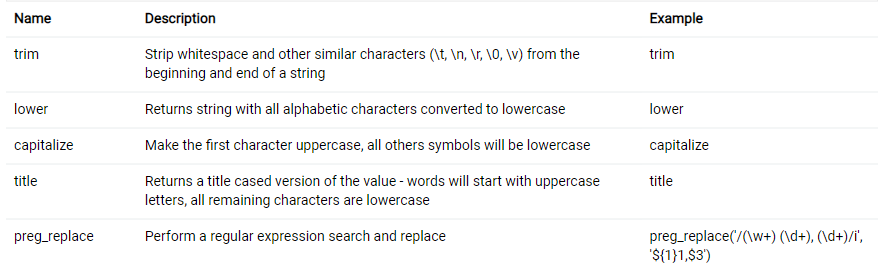 Name Description Example
trim Strip whitespace and other similar characters (\t, \n, \r, \0, \v) from the trim
beginning and end of a string
lower Returns string with all alphabetic characters converted to lowercase lower
capitalize Make the first character uppercase, all others symbols will be lowercase capitalize
title Returns a title cased version of the value - words will start with uppercase title
letters, all remaining characters are lowercase
preg_replace Perform a regular expression search and replace preg_replace('/(\w+) (\d+), (\d+)/i',
'${1}1,$3')